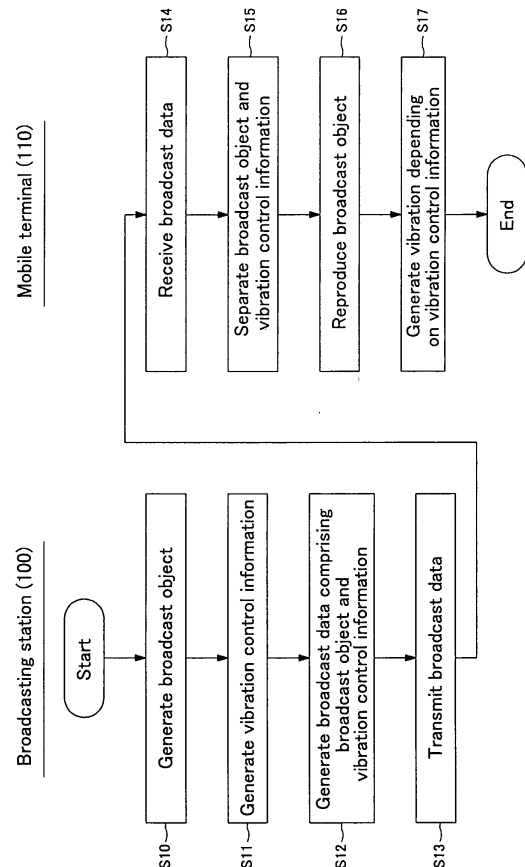 Broadcasting station (100)
Start
S10
Generate broadcast object
S11
Generate vibration control information
S12
Generate broadcast data comprising
broadcast object and
vibration control information
S13
Transmit broadcast data
Mobile terminal (110)
Receive broadcast data
S14
Separate broadcast object and
vibration control information
S15
Reproduce broadcast object
S16
Generate vibration depending
on vibration control information
S17
End